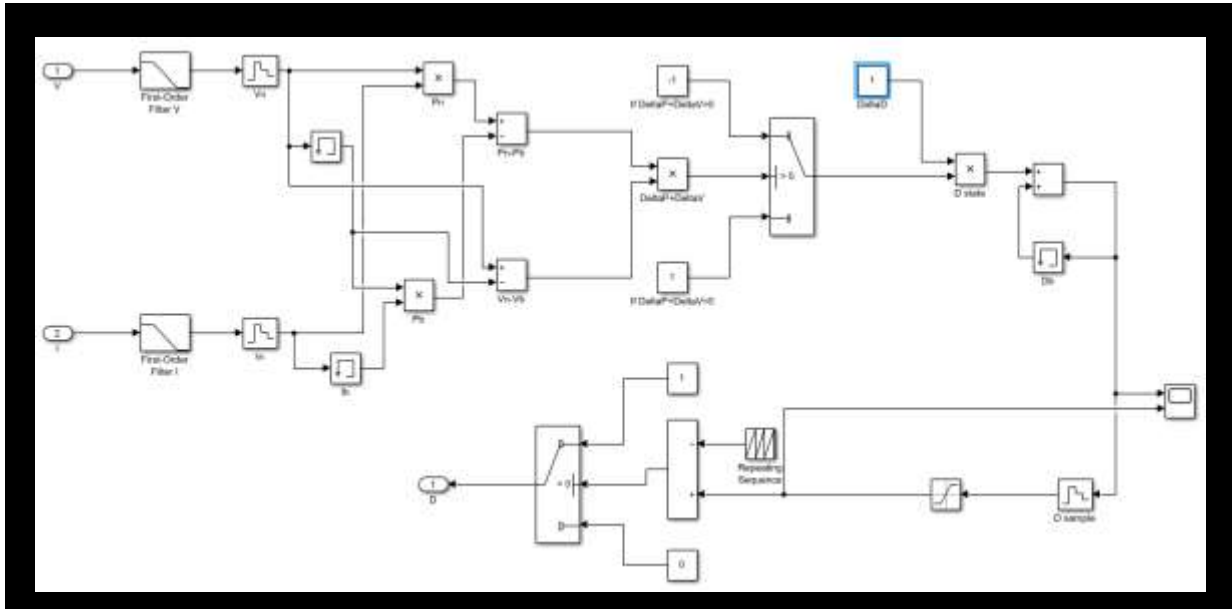 1
V
First-Order
Filter V
Vn
×
Pn
-1
If DeltaP*DeltaV>0
1
DeltaD
+
−
Pn-Pb
×
DeltaP*DeltaV
> 0
×
D state
+
+
+
−
Vn-Vb
×
Pb
1
If DeltaP*DeltaV<0
Db
2
I
First-Order
Filter I
In
Ib
1
−
+
Repeating
Sequence
> 0
1
D
D sample
0